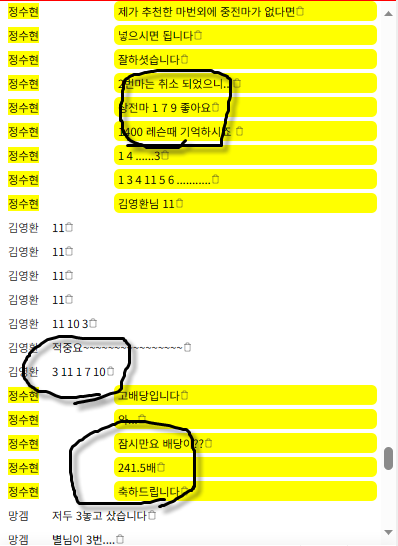 정수현 제가 추천한 마번외에 중전마가 없다면
정수현 넣으시면 됩니다
정수현 잘하셧습니다
정수현 2번마는 취소 되었으니..
정수현 중전마 1 7 9 좋아요
정수현 1400 레슨때 기억하시죠
정수현 1 4 ......3
정수현 1 3 4 11 5 6 ...........
정수현 김영환님 11
김영환 11
김영환 11
김영환 11
김영환 11
김영환 11 10 3
김영환 적중요~~~~~~~~~~~~~~~~
김영환 3 11 1 7 10
정수현 고배당입니다
정수현 와...
정수현 잠시만요 배당이??
정수현 241.5배
정수현 축하드립니다
망겜 저두 3놓고 샀습니다
망겜 별님이 3번....